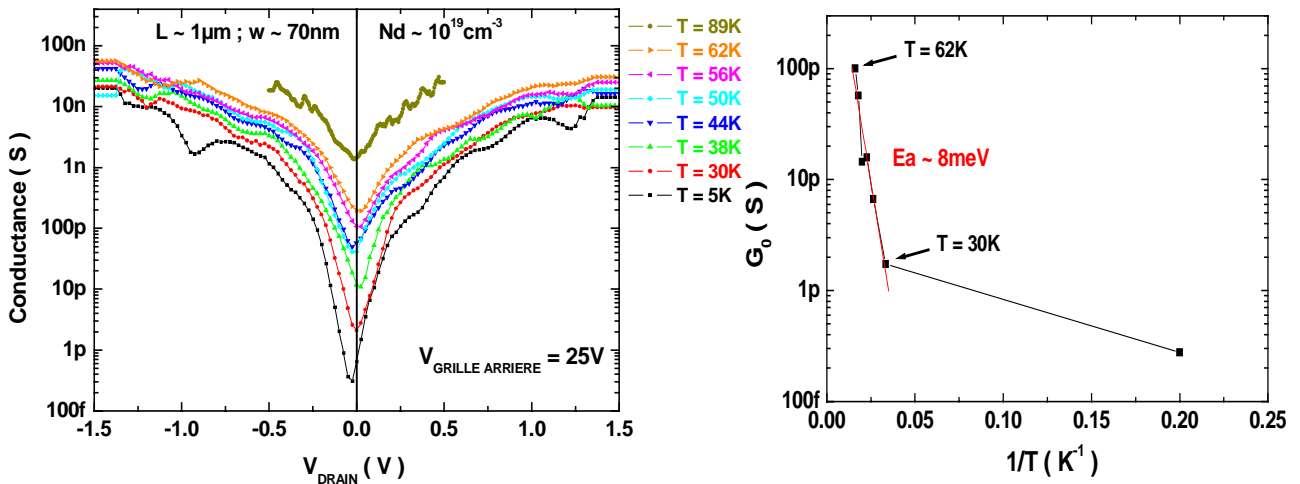 L ~ 1µm ; w ~ 70nm
Nd ~ 10¹⁹cm⁻³
100n
10n
1n
100p
10p
1p
100f
Conductance ( S )
-1.5
-1.0
-0.5
0.0
0.5
1.0
1.5
V_DRAIN ( V )
V_GRILLE ARRIERE = 25V
T = 89K
T = 62K
T = 56K
T = 50K
T = 44K
T = 38K
T = 30K
T = 5K
100p
10p
1p
100f
G₀ ( S )
T = 62K
Ea ~ 8meV
T = 30K
0.00
0.05
0.10
0.15
0.20
0.25
1/T ( K⁻¹ )